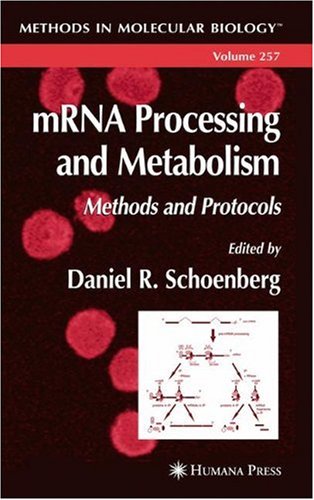 METHODS IN MOLECULAR BIOLOGY™
Volume 257
mRNA Processing
and Metabolism
Methods and Protocols
Edited by
Daniel R. Schoenberg
HUMANA PRESS